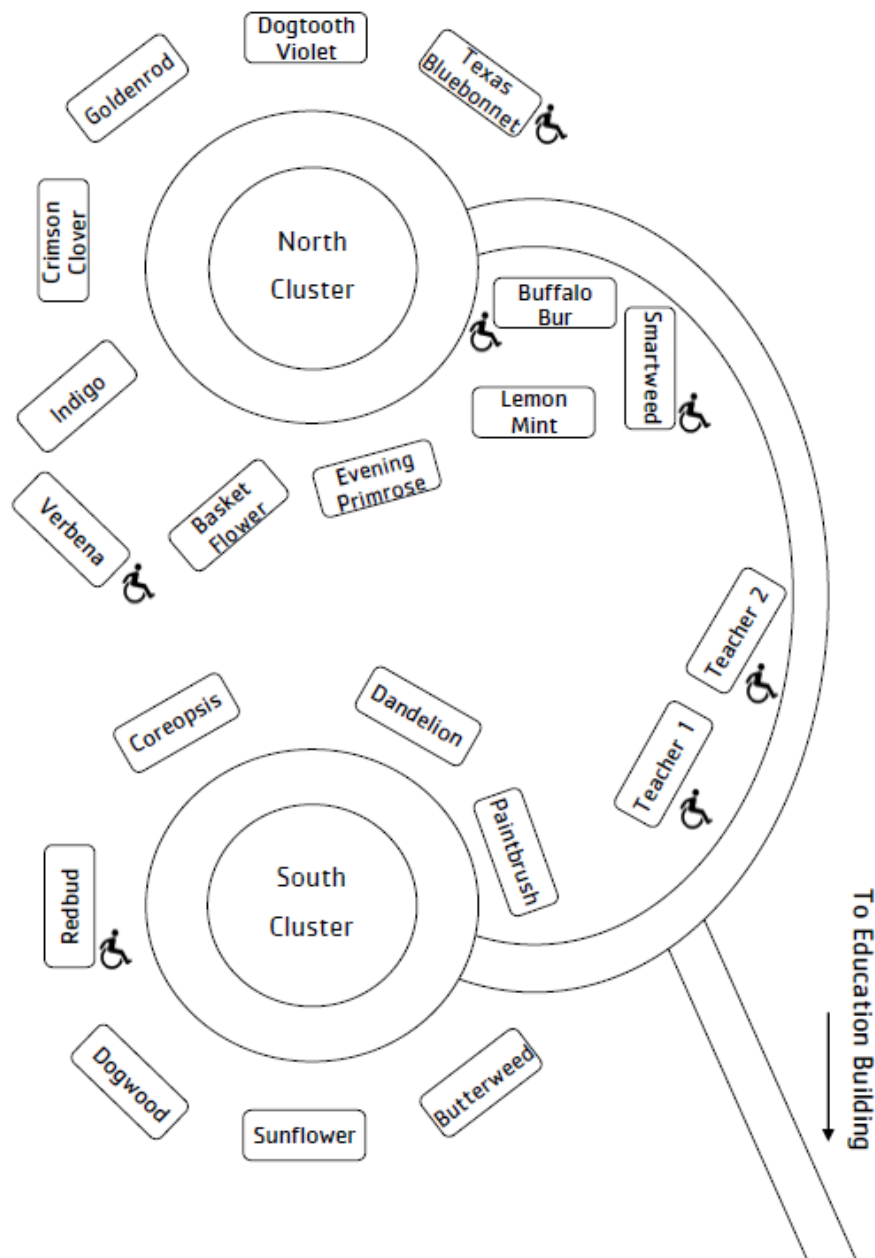 Dogtooth
Violet
Texas
Bluebonnet
Goldenrod
Crimson
Clover
North
Cluster
Buffalo
Bur
Smartweed
Lemon
Mint
Indigo
Evening
Primrose
Basket
Flower
Verbena
Teacher 2
Teacher 1
Coreopsis
Dandelion
Paintbrush
Redbud
South
Cluster
To Education Building
Dogwood
Sunflower
Butterweed